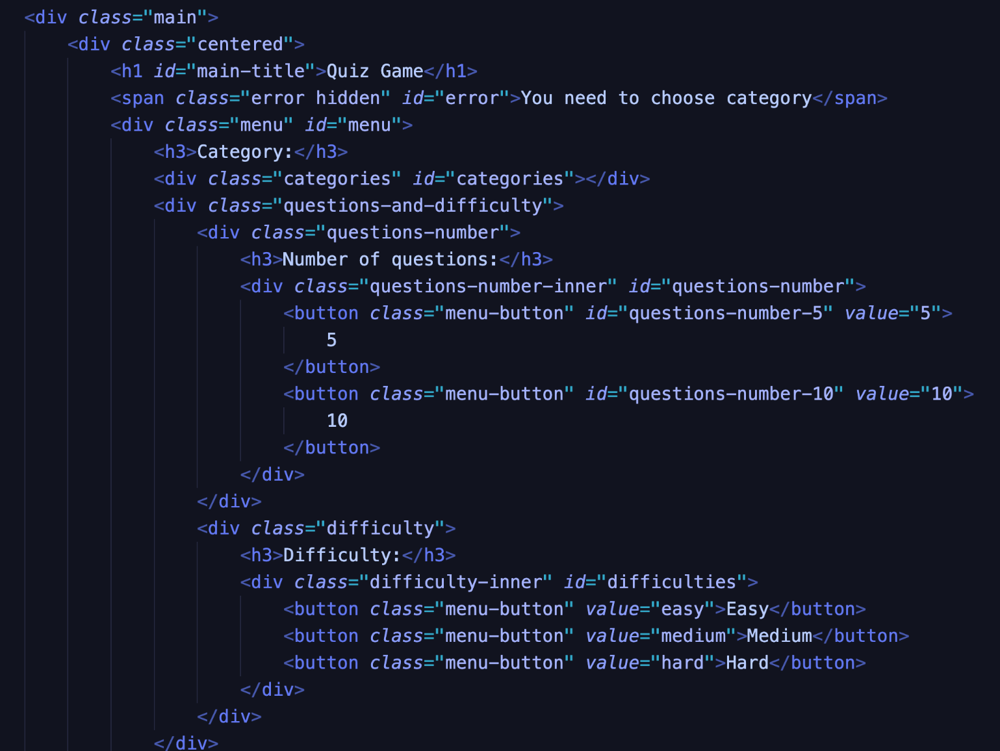 <div class="main">
<div class="centered">
<h1 id="main-title">Quiz Game</h1>
<span class="error hidden" id="error">You need to choose category</span>
<div class="menu" id="menu">
<h3>Category:</h3>
<div class="categories" id="categories"></div>
<div class="questions-and-difficulty">
<div class="questions-number">
<h3>Number of questions:</h3>
<div class="questions-number-inner" id="questions-number">
<button class="menu-button" id="questions-number-5" value="5">
5
</button>
<button class="menu-button" id="questions-number-10" value="10">
10
</button>
</div>
</div>
<div class="difficulty">
<h3>Difficulty:</h3>
<div class="difficulty-inner" id="difficulties">
<button class="menu-button" value="easy">Easy</button>
<button class="menu-button" value="medium">Medium</button>
<button class="menu-button" value="hard">Hard</button>
</div>
</div>
</div>